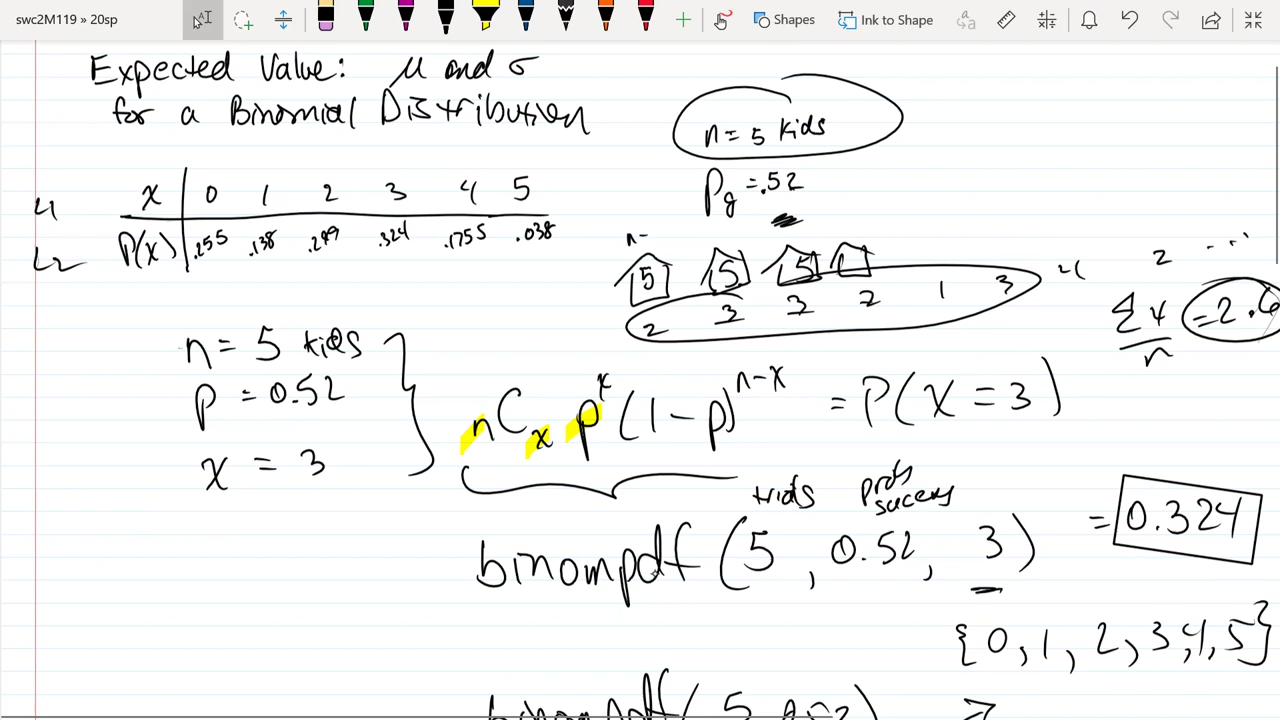 swc2M119 » 20sp
Shapes
Ink to Shape
Expected Value: μ and σ
for a Binomial Distribution
n = 5 kids
Pg = .52
x 0 1 2 3 4 5
P(x) .255 .138 .299 .324 .1755 .038
L1
L2
n-
5 5 5
2 3 3 2 1 3
2 ...
Σx
n
= 2.6
n = 5 kids
p = 0.52
x = 3
nCx p^x (1-p)^n-x = P(X = 3)
trials prob success
binompdf (5, 0.52, 3) = 0.324
{0, 1, 2, 3, 4, 5}
binompdf( 5